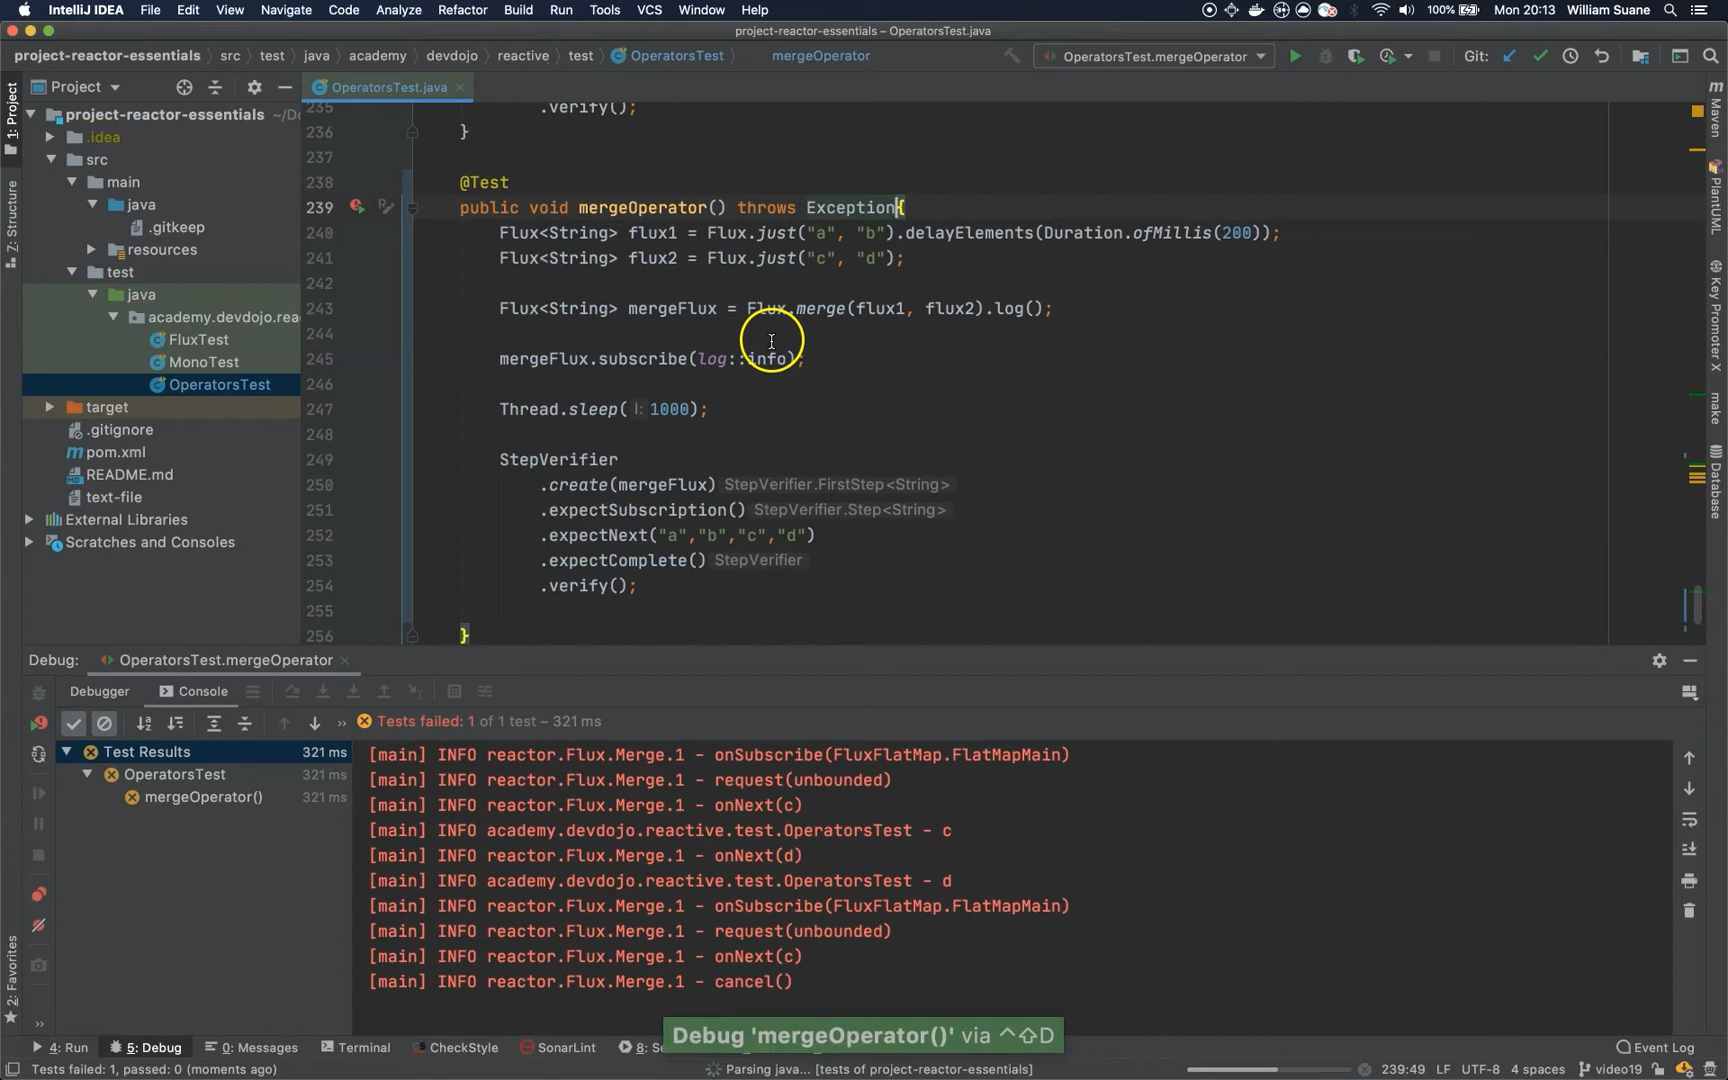 IntelliJ IDEA File Edit View Navigate Code Analyze Refactor Build Run Tools VCS Window Help 100% Mon 20:13 William Suane
project-reactor-essentials – OperatorsTest.java
project-reactor-essentials src test java academy devdojo reactive test OperatorsTest mergeOperator OperatorsTest.mergeOperator Git:
Project OperatorsTest.java
1: Project
7: Structure
2: Favorites
project-reactor-essentials ~/Do
.idea
src
main
java
.gitkeep
resources
test
java
academy.devdojo.rea
FluxTest
MonoTest
OperatorsTest
target
.gitignore
pom.xml
README.md
text-file
External Libraries
Scratches and Consoles
235 .verify();
236 }
237
238 @Test
239 public void mergeOperator() throws Exception{
240 Flux<String> flux1 = Flux.just("a", "b").delayElements(Duration.ofMillis(200));
241 Flux<String> flux2 = Flux.just("c", "d");
242
243 Flux<String> mergeFlux = Flux.merge(flux1, flux2).log();
244
245 mergeFlux.subscribe(log::info);
246
247 Thread.sleep( l: 1000);
248
249 StepVerifier
250 .create(mergeFlux) StepVerifier.FirstStep<String>
251 .expectSubscription() StepVerifier.Step<String>
252 .expectNext("a","b","c","d")
253 .expectComplete() StepVerifier
254 .verify();
255
256 }
Maven
PlantUML
Key Promoter X
make
Database
Debug: OperatorsTest.mergeOperator
Debugger Console
Tests failed: 1 of 1 test – 321 ms
Test Results 321 ms
OperatorsTest 321 ms
mergeOperator() 321 ms
[main] INFO reactor.Flux.Merge.1 - onSubscribe(FluxFlatMap.FlatMapMain)
[main] INFO reactor.Flux.Merge.1 - request(unbounded)
[main] INFO reactor.Flux.Merge.1 - onNext(c)
[main] INFO academy.devdojo.reactive.test.OperatorsTest - c
[main] INFO reactor.Flux.Merge.1 - onNext(d)
[main] INFO academy.devdojo.reactive.test.OperatorsTest - d
[main] INFO reactor.Flux.Merge.1 - onSubscribe(FluxFlatMap.FlatMapMain)
[main] INFO reactor.Flux.Merge.1 - request(unbounded)
[main] INFO reactor.Flux.Merge.1 - onNext(c)
[main] INFO reactor.Flux.Merge.1 - cancel()
Debug 'mergeOperator()' via ^⇧D
4: Run 5: Debug 0: Messages Terminal CheckStyle SonarLint 8: Event Log
Tests failed: 1, passed: 0 (moments ago) Parsing java... [tests of project-reactor-essentials] 239:49 LF UTF-8 4 spaces video19